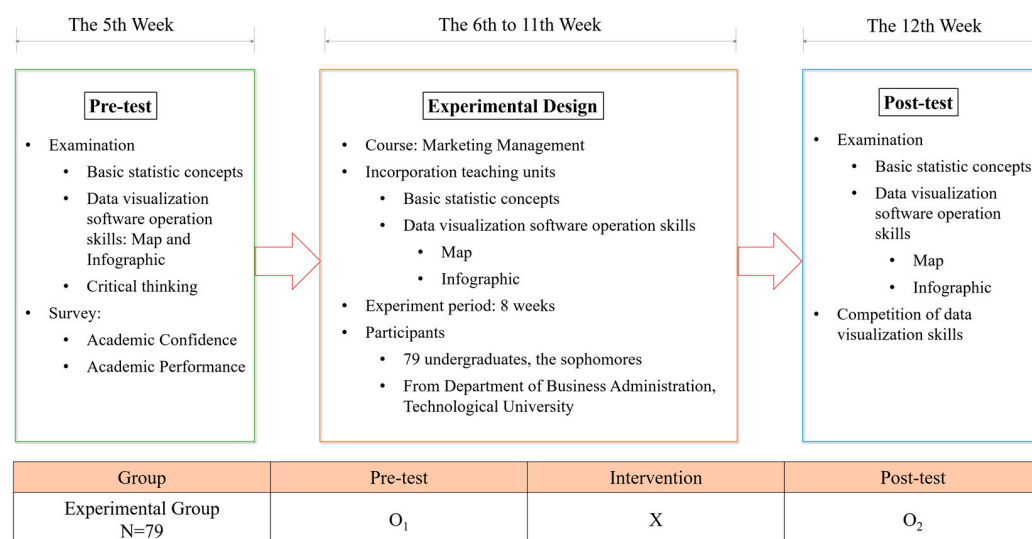 The 5th Week
The 6th to 11th Week
The 12th Week
Pre-test
• Examination
• Basic statistic concepts
• Data visualization
software operation
skills: Map and
Infographic
• Critical thinking
• Survey:
• Academic Confidence
• Academic Performance
Experimental Design
• Course: Marketing Management
• Incorporation teaching units
• Basic statistic concepts
• Data visualization software operation skills
• Map
• Infographic
• Experiment period: 8 weeks
• Participants
• 79 undergraduates, the sophomores
• From Department of Business Administration,
Technological University
Post-test
• Examination
• Basic statistic concepts
• Data visualization
software operation
skills
• Map
• Infographic
• Competition of data
visualization skills
Group Pre-test Intervention Post-test
Experimental Group
N=79
O₁ X O₂